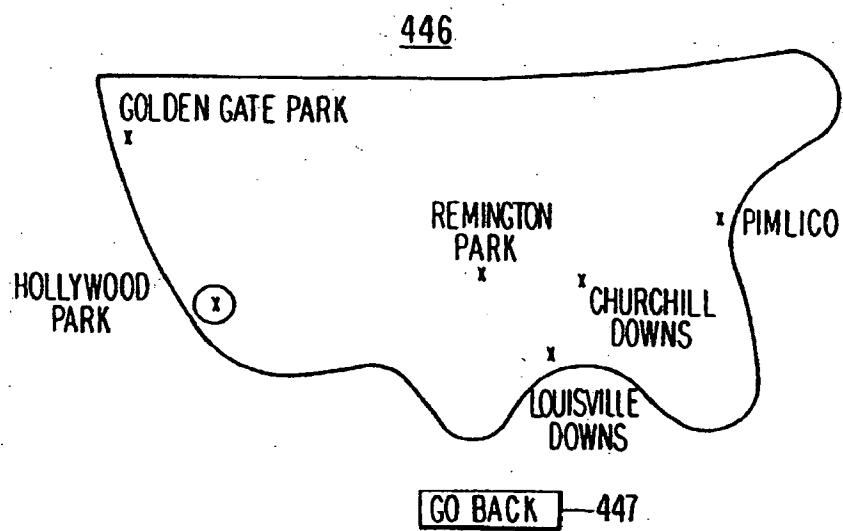 446
GOLDEN GATE PARK
x
REMINGTON
PARK
x
x PIMLICO
HOLLYWOOD
PARK
x
x
CHURCHILL
DOWNS
x
LOUISVILLE
DOWNS
GO BACK 447